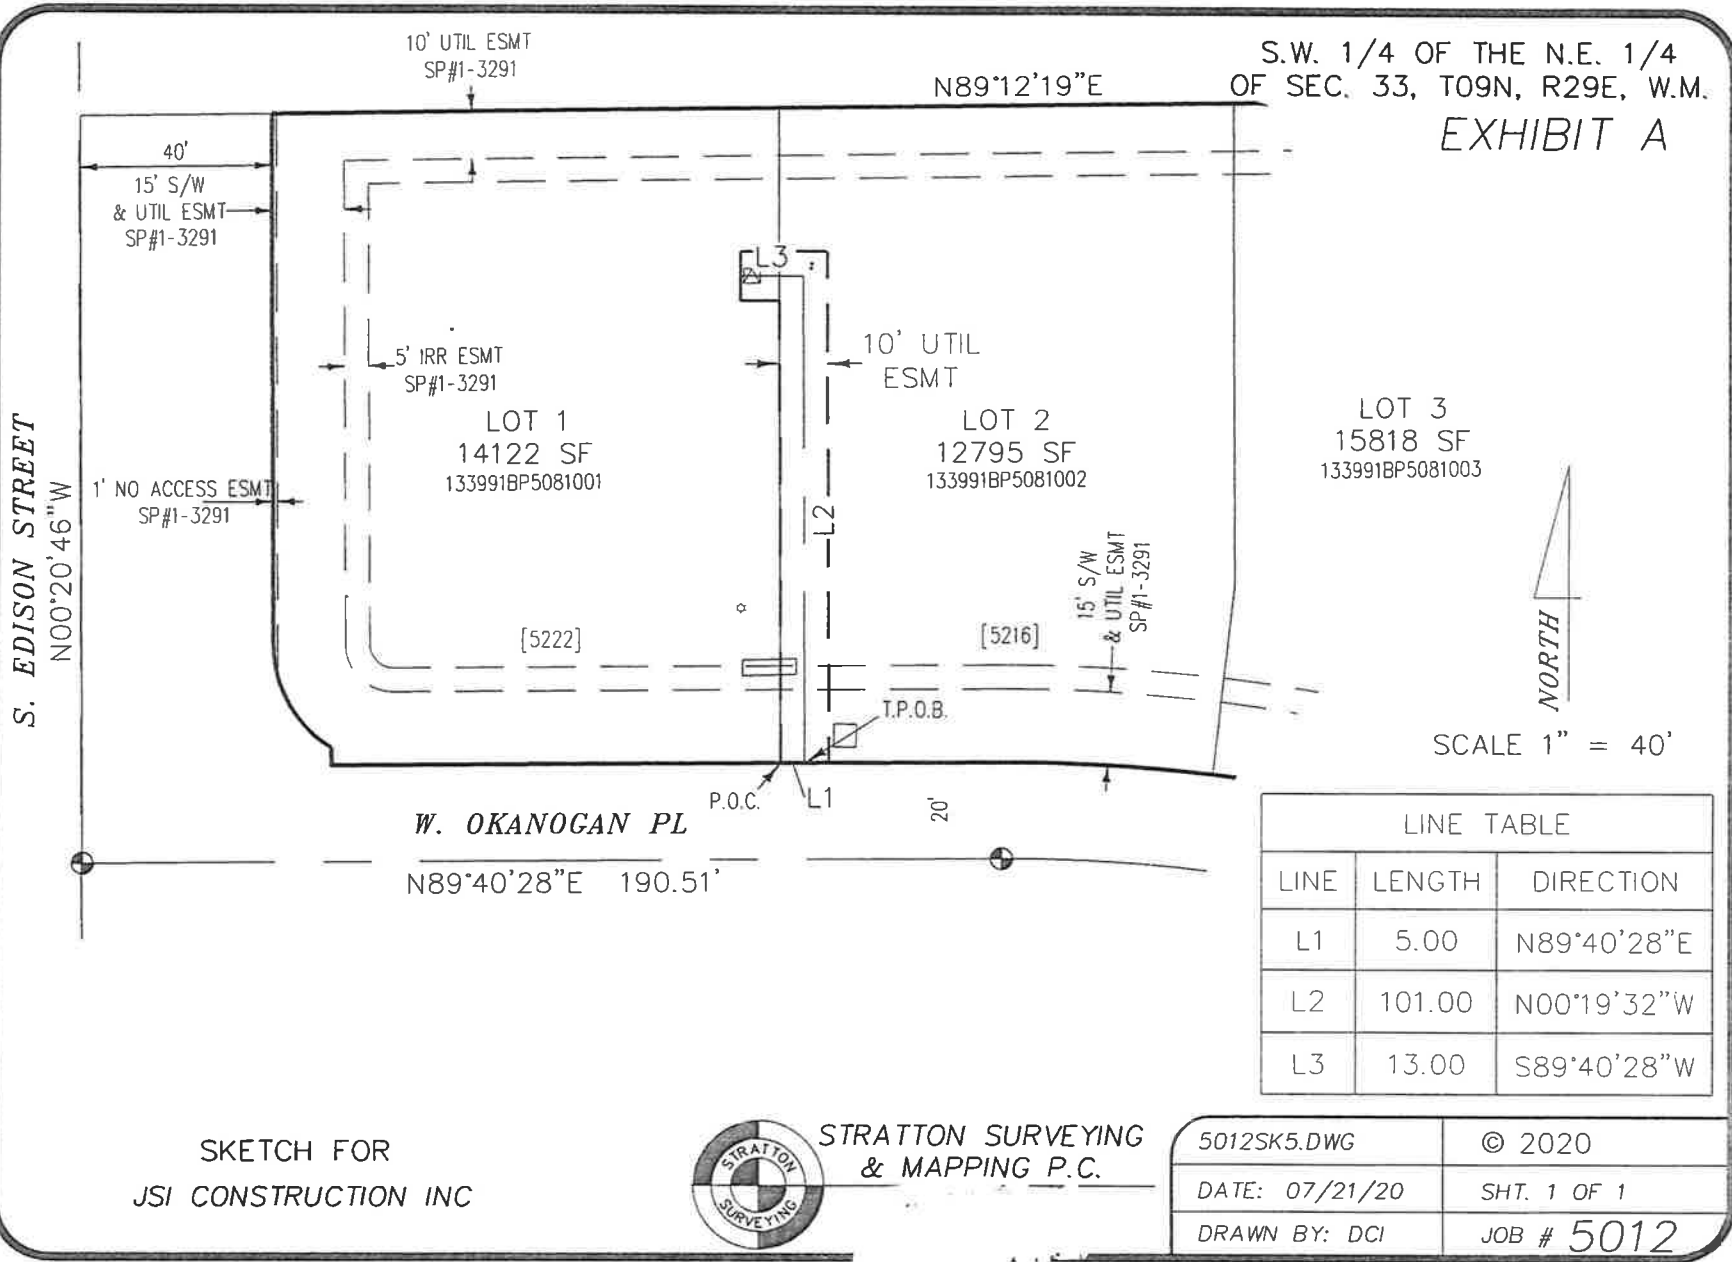 S.W. 1/4 OF THE N.E. 1/4
OF SEC. 33, T09N, R29E, W.M.
EXHIBIT A
10' UTIL ESMT
SP#1-3291
N89°12'19"E
40'
15' S/W
& UTIL ESMT
SP#1-3291
L3
5' IRR ESMT
SP#1-3291
10' UTIL
ESMT
LOT 1
14122 SF
133991BP5081001
LOT 2
12795 SF
133991BP5081002
LOT 3
15818 SF
133991BP5081003
S. EDISON STREET
N00°20'46"W
1' NO ACCESS ESMT
SP#1-3291
L2
15' S/W
& UTIL ESMT
SP#1-3291
[5222]
[5216]
NORTH
T.P.O.B.
SCALE 1" = 40'
P.O.C.
L1
20'
W. OKANOGAN PL
N89°40'28"E 190.51'
LINE TABLE
LINE LENGTH DIRECTION
L1 5.00 N89°40'28"E
L2 101.00 N00°19'32"W
L3 13.00 S89°40'28"W
SKETCH FOR
JSI CONSTRUCTION INC
STRATTON
SURVEYING
STRATTON SURVEYING
& MAPPING P.C.
5012SK5.DWG © 2020
DATE: 07/21/20 SHT. 1 OF 1
DRAWN BY: DCI JOB # 5012